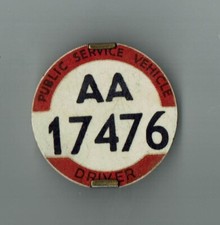 PUBLIC SERVICE VEHICLE
AA
17476
DRIVER